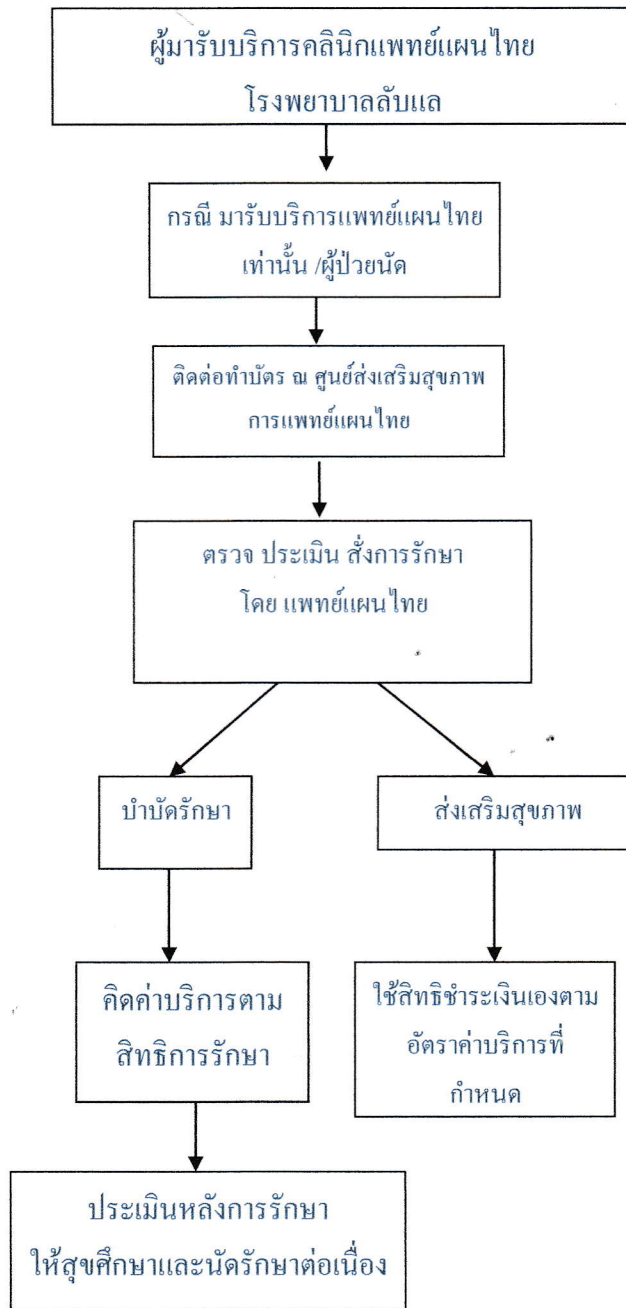 ผู้มารับบริการคลินิกแพทย์แผนไทย
โรงพยาบาลลับแล
กรณี มารับบริการแพทย์แผนไทย
เท่านั้น /ผู้ป่วยนัด
ติดต่อทำบัตร ณ ศูนย์ส่งเสริมสุขภาพ
การแพทย์แผนไทย
ตรวจ ประเมิน สั่งการรักษา
โดย แพทย์แผนไทย
บำบัดรักษา
ส่งเสริมสุขภาพ
คิดค่าบริการตาม
สิทธิการรักษา
ใช้สิทธิชำระเงินเองตาม
อัตราค่าบริการที่
กำหนด
ประเมินหลังการรักษา
ให้สุขศึกษาและนัดรักษาต่อเนื่อง